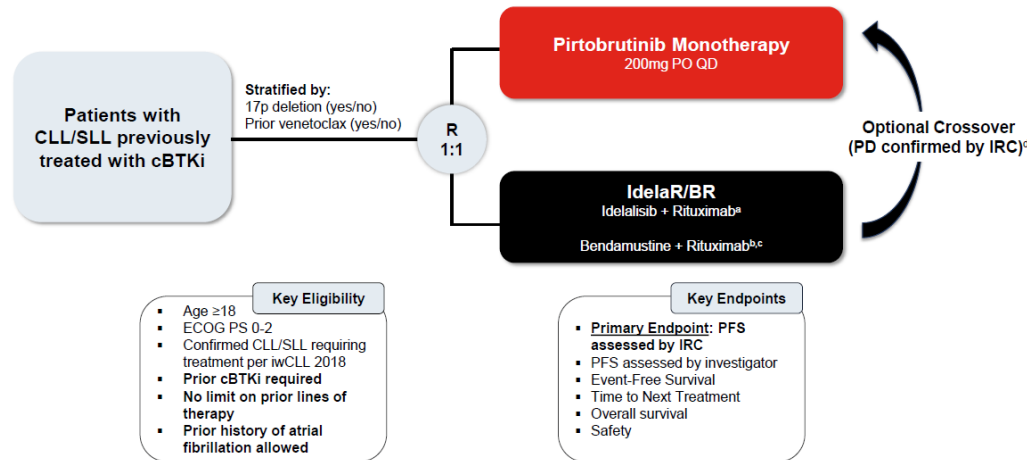 Pirtobrutinib Monotherapy
200mg PO QD
Patients with
CLL/SLL previously
treated with cBTKi
Stratified by:
17p deletion (yes/no)
Prior venetoclax (yes/no)
R
1:1
Optional Crossover
(PD confirmed by IRC)ᵈ
IdelaR/BR
Idelalisib + Rituximabᵃ
Bendamustine + Rituximabᵇ,ᶜ
Key Eligibility
▪ Age ≥18
▪ ECOG PS 0-2
▪ Confirmed CLL/SLL requiring
treatment per iwCLL 2018
▪ Prior cBTKi required
▪ No limit on prior lines of
therapy
▪ Prior history of atrial
fibrillation allowed
Key Endpoints
▪ Primary Endpoint: PFS
assessed by IRC
▪ PFS assessed by investigator
▪ Event-Free Survival
▪ Time to Next Treatment
▪ Overall survival
▪ Safety